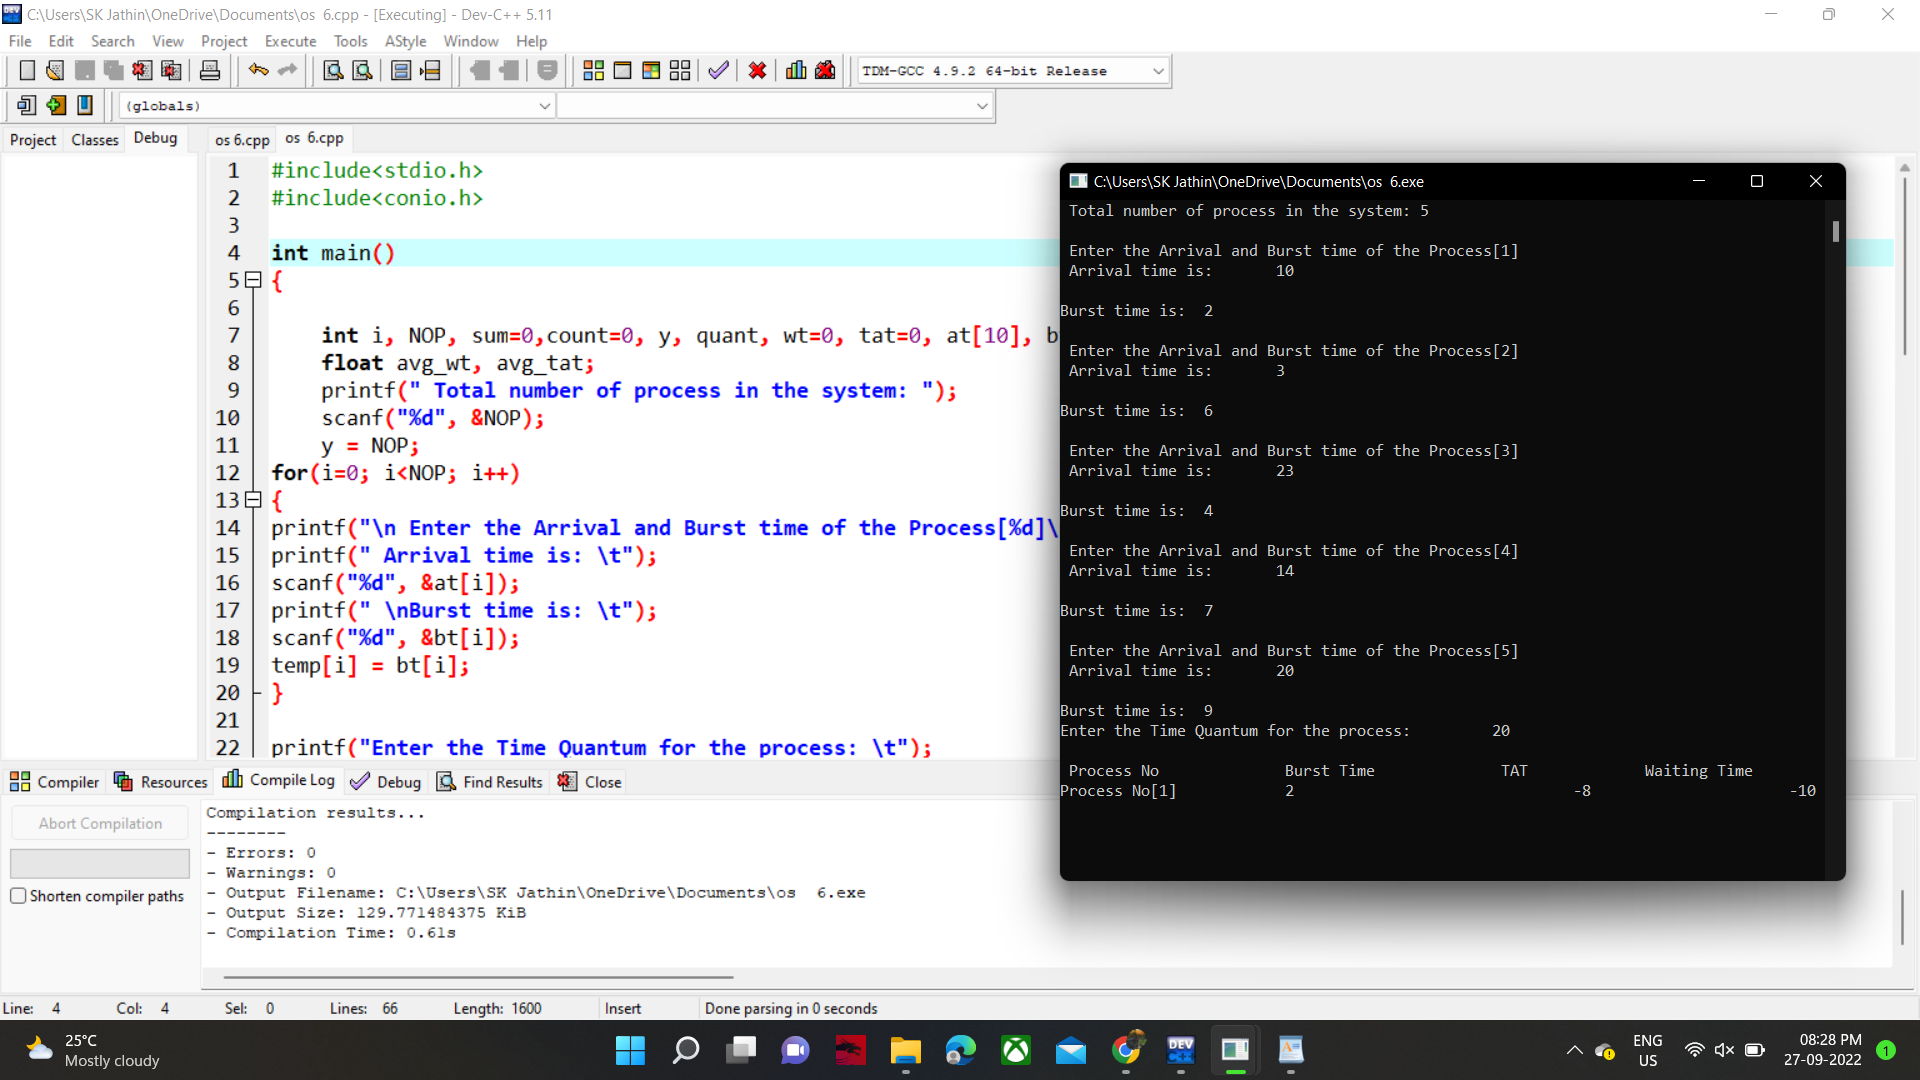 C:\Users\SK Jathin\OneDrive\Documents\os  6.cpp - [Executing] - Dev-C++ 5.11
File Edit Search View Project Execute Tools AStyle Window Help
TDM-GCC 4.9.2 64-bit Release
(globals)
Project Classes Debug
os 6.cpp os  6.cpp
1 #include<stdio.h>
2 #include<conio.h>
3
4 int main()
5 {
6
7 int i, NOP, sum=0,count=0, y, quant, wt=0, tat=0, at[10], b
8 float avg_wt, avg_tat;
9 printf(" Total number of process in the system: ");
10 scanf("%d", &NOP);
11 y = NOP;
12 for(i=0; i<NOP; i++)
13 {
14 printf("\n Enter the Arrival and Burst time of the Process[%d]\
15 printf(" Arrival time is: \t");
16 scanf("%d", &at[i]);
17 printf(" \nBurst time is: \t");
18 scanf("%d", &bt[i]);
19 temp[i] = bt[i];
20 }
21
22 printf("Enter the Time Quantum for the process: \t");
C:\Users\SK Jathin\OneDrive\Documents\os  6.exe
Total number of process in the system: 5
Enter the Arrival and Burst time of the Process[1]
Arrival time is: 10
Burst time is: 2
Enter the Arrival and Burst time of the Process[2]
Arrival time is: 3
Burst time is: 6
Enter the Arrival and Burst time of the Process[3]
Arrival time is: 23
Burst time is: 4
Enter the Arrival and Burst time of the Process[4]
Arrival time is: 14
Burst time is: 7
Enter the Arrival and Burst time of the Process[5]
Arrival time is: 20
Burst time is: 9
Enter the Time Quantum for the process: 20
Process No Burst Time TAT Waiting Time
Process No[1] 2 -8 -10
Compiler Resources Compile Log Debug Find Results Close
Abort Compilation
Shorten compiler paths
Compilation results...
--------
- Errors: 0
- Warnings: 0
- Output Filename: C:\Users\SK Jathin\OneDrive\Documents\os  6.exe
- Output Size: 129.771484375 KiB
- Compilation Time: 0.61s
Line: 4 Col: 4 Sel: 0 Lines: 66 Length: 1600 Insert Done parsing in 0 seconds
25°C
Mostly cloudy
DEV
ENG
US
08:28 PM
27-09-2022
1